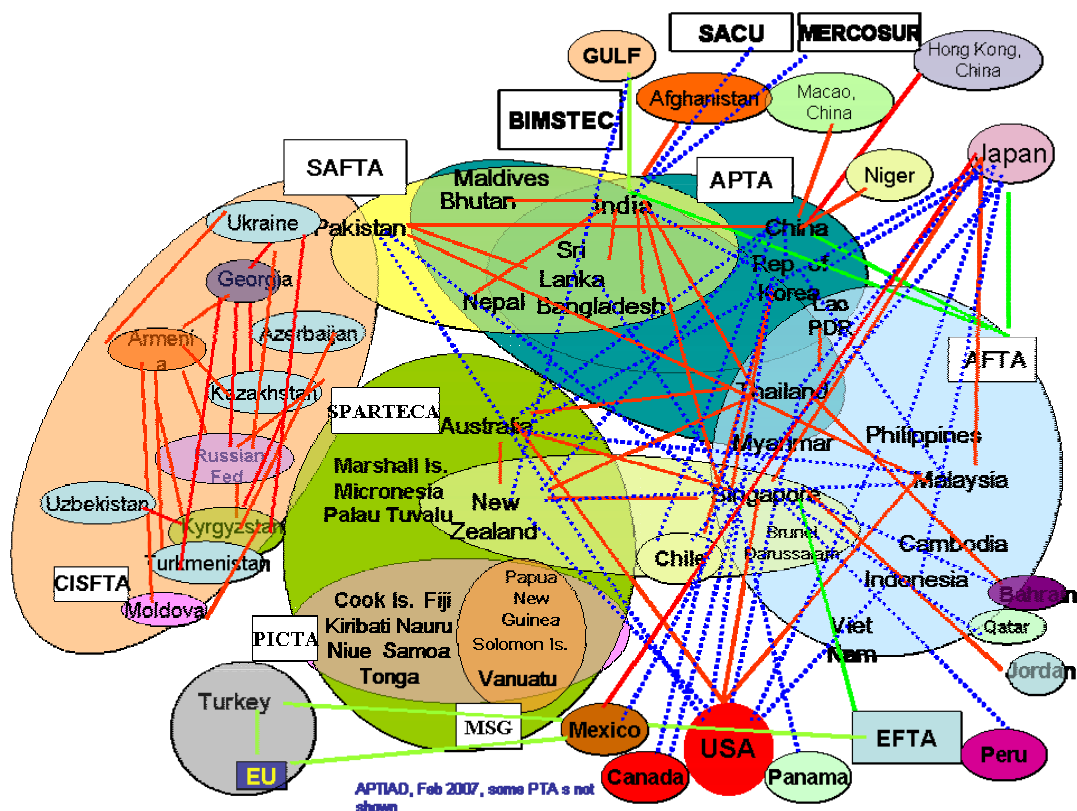 SACU
MERCOSUR
Hong Kong,
China
GULF
Afghanistan
Macao,
China
BIMSTEC
Japan
SAFTA
APTA
Niger
Maldives
Bhutan
India
Ukraine
Pakistan
China
Sri
Lanka
Rep. of
Korea
Georgia
Nepal
Bangladesh
Lao
PDR
Azerbaijan
Armeni
a
AFTA
Kazakhstan
Thailand
SPARTECA
Australia
Myanmar
Philippines
Russian
Fed
Marshall Is.
Micronesia
Palau Tuvalu
Malaysia
New
Zealand
Singapore
Uzbekistan
Kyrgyzstan
Brunei
Darussalam
Cambodia
Turkmenistan
Chile
CISFTA
Papua
New
Guinea
Indonesia
Bahrain
Moldova
Cook Is. Fiji
Kiribati Nauru
Niue Samoa
Tonga
PICTA
Solomon Is.
Viet
Nam
Qatar
Vanuatu
Jordan
Turkey
MSG
Mexico
USA
EFTA
Peru
EU
Canada
Panama
APTIAD, Feb 2007, some PTA s not
shown